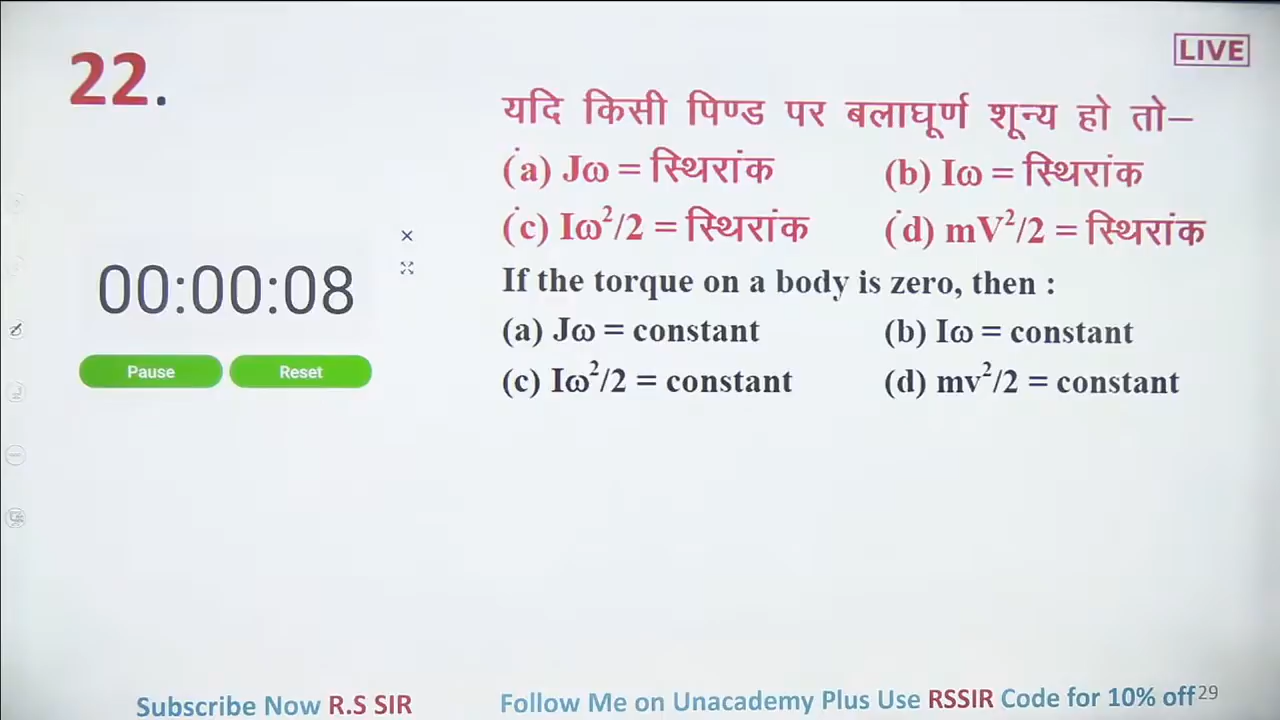 22.
LIVE
यदि किसी पिण्ड पर बलाघूर्ण शून्य हो तो–
(a) Jω = स्थिरांक (b) Iω = स्थिरांक
(c) Iω²/2 = स्थिरांक (d) mV²/2 = स्थिरांक
If the torque on a body is zero, then :
(a) Jω = constant (b) Iω = constant
(c) Iω²/2 = constant (d) mv²/2 = constant
00:00:08
Pause Reset
Subscribe Now R.S SIR
Follow Me on Unacademy Plus Use RSSIR Code for 10% off
29